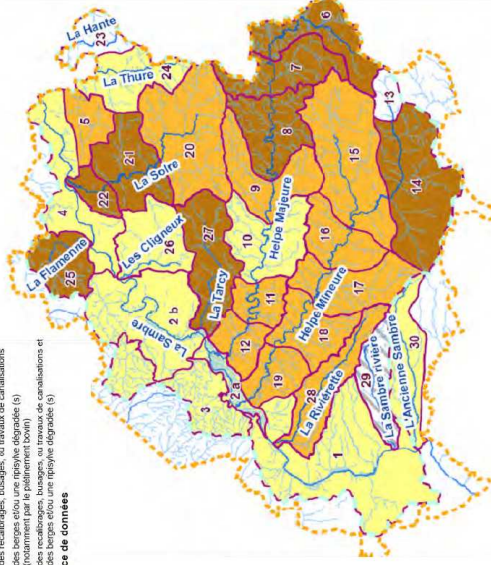 des recalibrages, busages, ou travaux de canalisations
des berges et/ou une ripisylve dégradée (s)
(notamment par le piétinement bovin)
des recalibrages, busages, ou travaux de canalisations et
des berges et/ou une ripisylve dégradée (s)
ce de données
La Hante
23
La Thure
24
6
7
5
4
22
21
La Solre
20
8
13
La Flamenne
25
Les Cligneux
26
27
La Tarcy
9
10
Helpe Majeure
15
14
La Sambre
2 b
11
16
12
Helpe Mineure
17
3
2 a
19
18
28
La Riviérette
29
La Sambre rivière
L'Ancienne Sambre
30
1